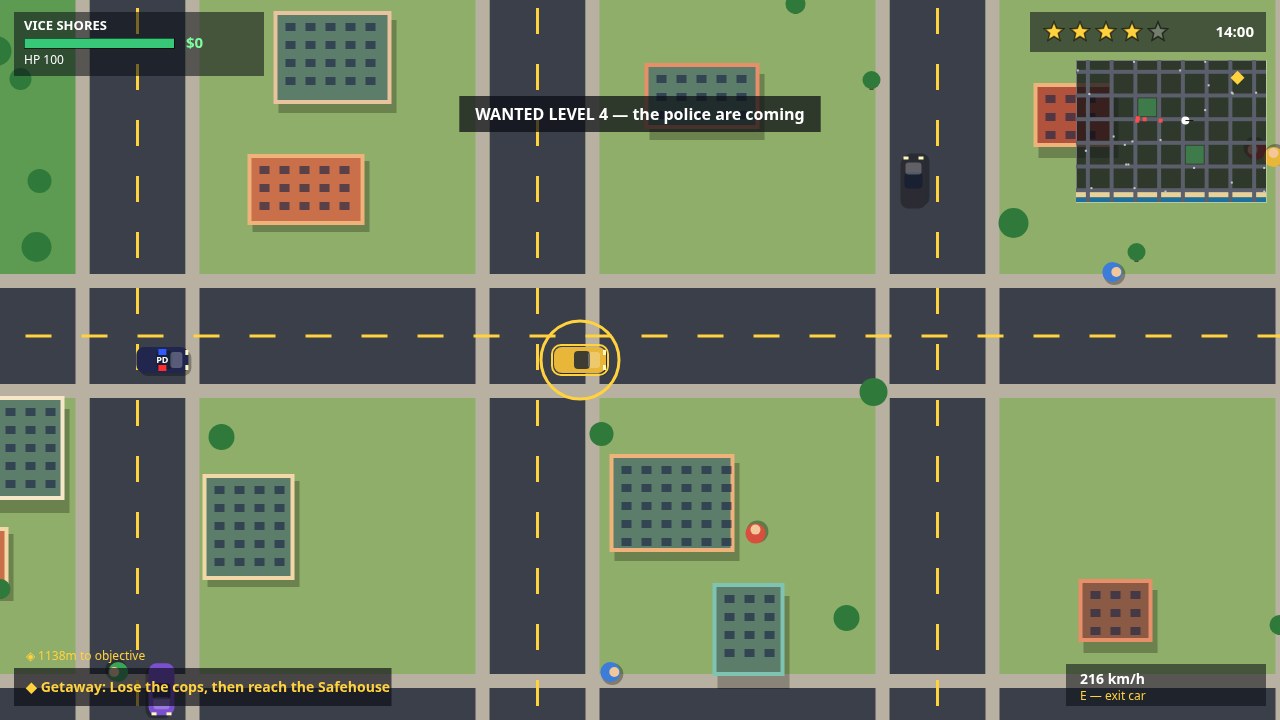 VICE SHORES
$0
HP 100
14:00
WANTED LEVEL 4 — the police are coming
PD
◈ 1138m to objective
◆ Getaway: Lose the cops, then reach the Safehouse
216 km/h
E — exit car